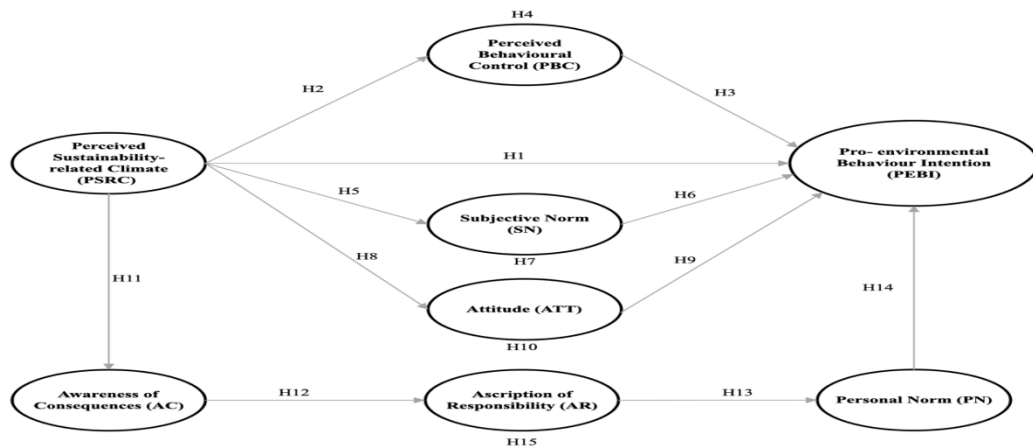 H4
Perceived
Behavioural
Control (PBC)
H2
H3
Perceived
Sustainability-
related Climate
(PSRC)
H1
Pro- environmental
Behaviour Intention
(PEBI)
H5
H6
Subjective Norm
(SN)
H7
H8
H9
H11
H14
Attitude (ATT)
H10
Awareness of
Consequences (AC)
H12
Ascription of
Responsibility (AR)
H13
Personal Norm (PN)
H15